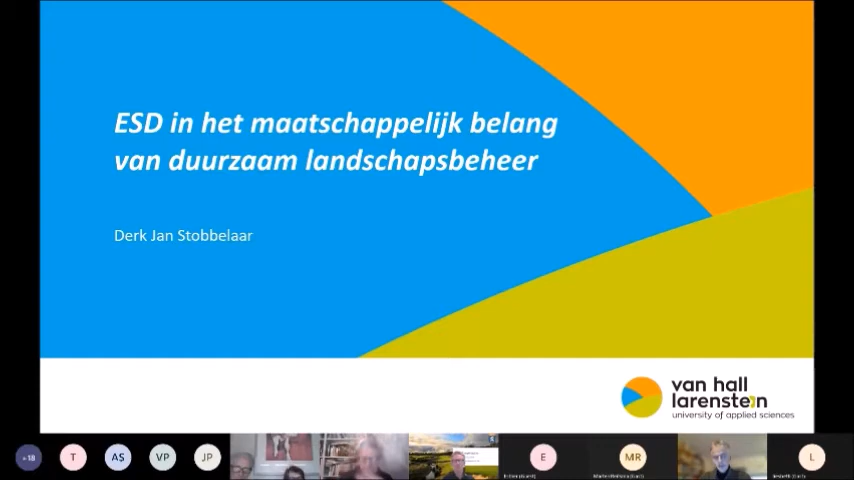 ESD in het maatschappelijk belang
van duurzaam landschapsbeheer
Derk Jan Stobbelaar
van hall
larenstein
university of applied sciences
+18
T
AS
VP
JP
E
MR
L